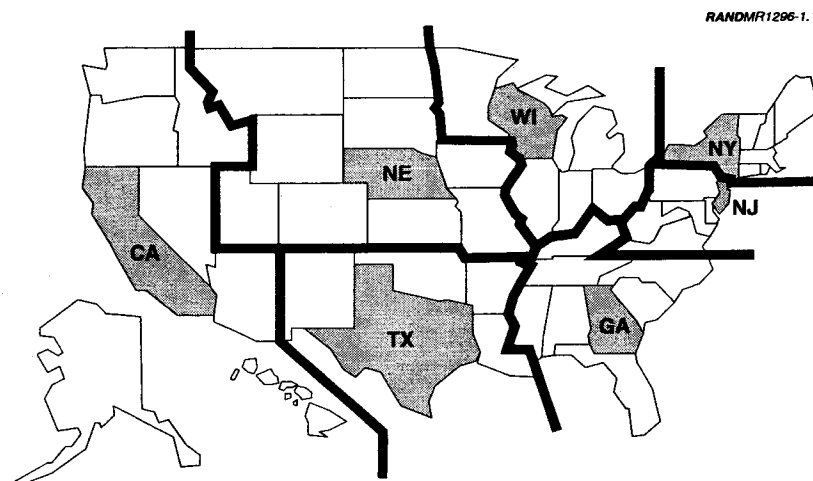 RANDMR1296-1.
WI
NY
NE
NJ
CA
TX
GA